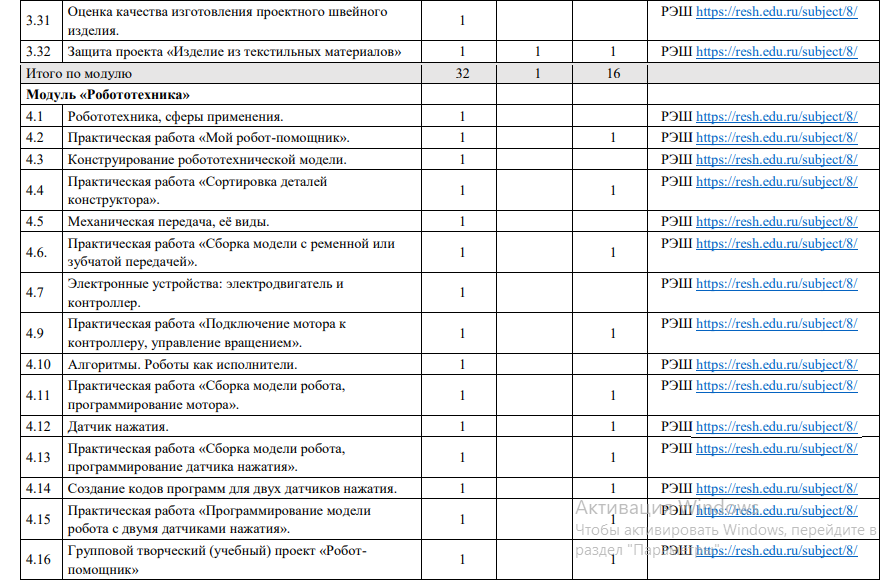 3.31 Оценка качества изготовления проектного швейного 1 РЭШ https://resh.edu.ru/subject/8/
изделия.
3.32 Защита проекта «Изделие из текстильных материалов» 1 1 1 РЭШ https://resh.edu.ru/subject/8/
Итого по модулю 32 1 16
Модуль «Робототехника»
4.1 Робототехника, сферы применения. 1 РЭШ https://resh.edu.ru/subject/8/
4.2 Практическая работа «Мой робот-помощник». 1 1 РЭШ https://resh.edu.ru/subject/8/
4.3 Конструирование робототехнической модели. 1 РЭШ https://resh.edu.ru/subject/8/
4.4 Практическая работа «Сортировка деталей 1 1 РЭШ https://resh.edu.ru/subject/8/
конструктора».
4.5 Механическая передача, её виды. 1 РЭШ https://resh.edu.ru/subject/8/
4.6. Практическая работа «Сборка модели с ременной или 1 1 РЭШ https://resh.edu.ru/subject/8/
зубчатой передачей».
4.7 Электронные устройства: электродвигатель и 1 РЭШ https://resh.edu.ru/subject/8/
контроллер.
4.9 Практическая работа «Подключение мотора к 1 1 РЭШ https://resh.edu.ru/subject/8/
контроллеру, управление вращением».
4.10 Алгоритмы. Роботы как исполнители. 1 РЭШ https://resh.edu.ru/subject/8/
4.11 Практическая работа «Сборка модели робота, 1 1 РЭШ https://resh.edu.ru/subject/8/
программирование мотора».
4.12 Датчик нажатия. 1 РЭШ https://resh.edu.ru/subject/8/
4.13 Практическая работа «Сборка модели робота, 1 1 РЭШ https://resh.edu.ru/subject/8/
программирование датчика нажатия».
4.14 Создание кодов программ для двух датчиков нажатия. 1 1 РЭШ https://resh.edu.ru/subject/8/
4.15 Практическая работа «Программирование модели 1 1 РЭШ https://resh.edu.ru/subject/8/
робота с двумя датчиками нажатия».
4.16 Групповой творческий (учебный) проект «Робот- 1 1 РЭШ https://resh.edu.ru/subject/8/
помощник»
Активация Windows
Чтобы активировать Windows, перейдите в
раздел "Параметры".